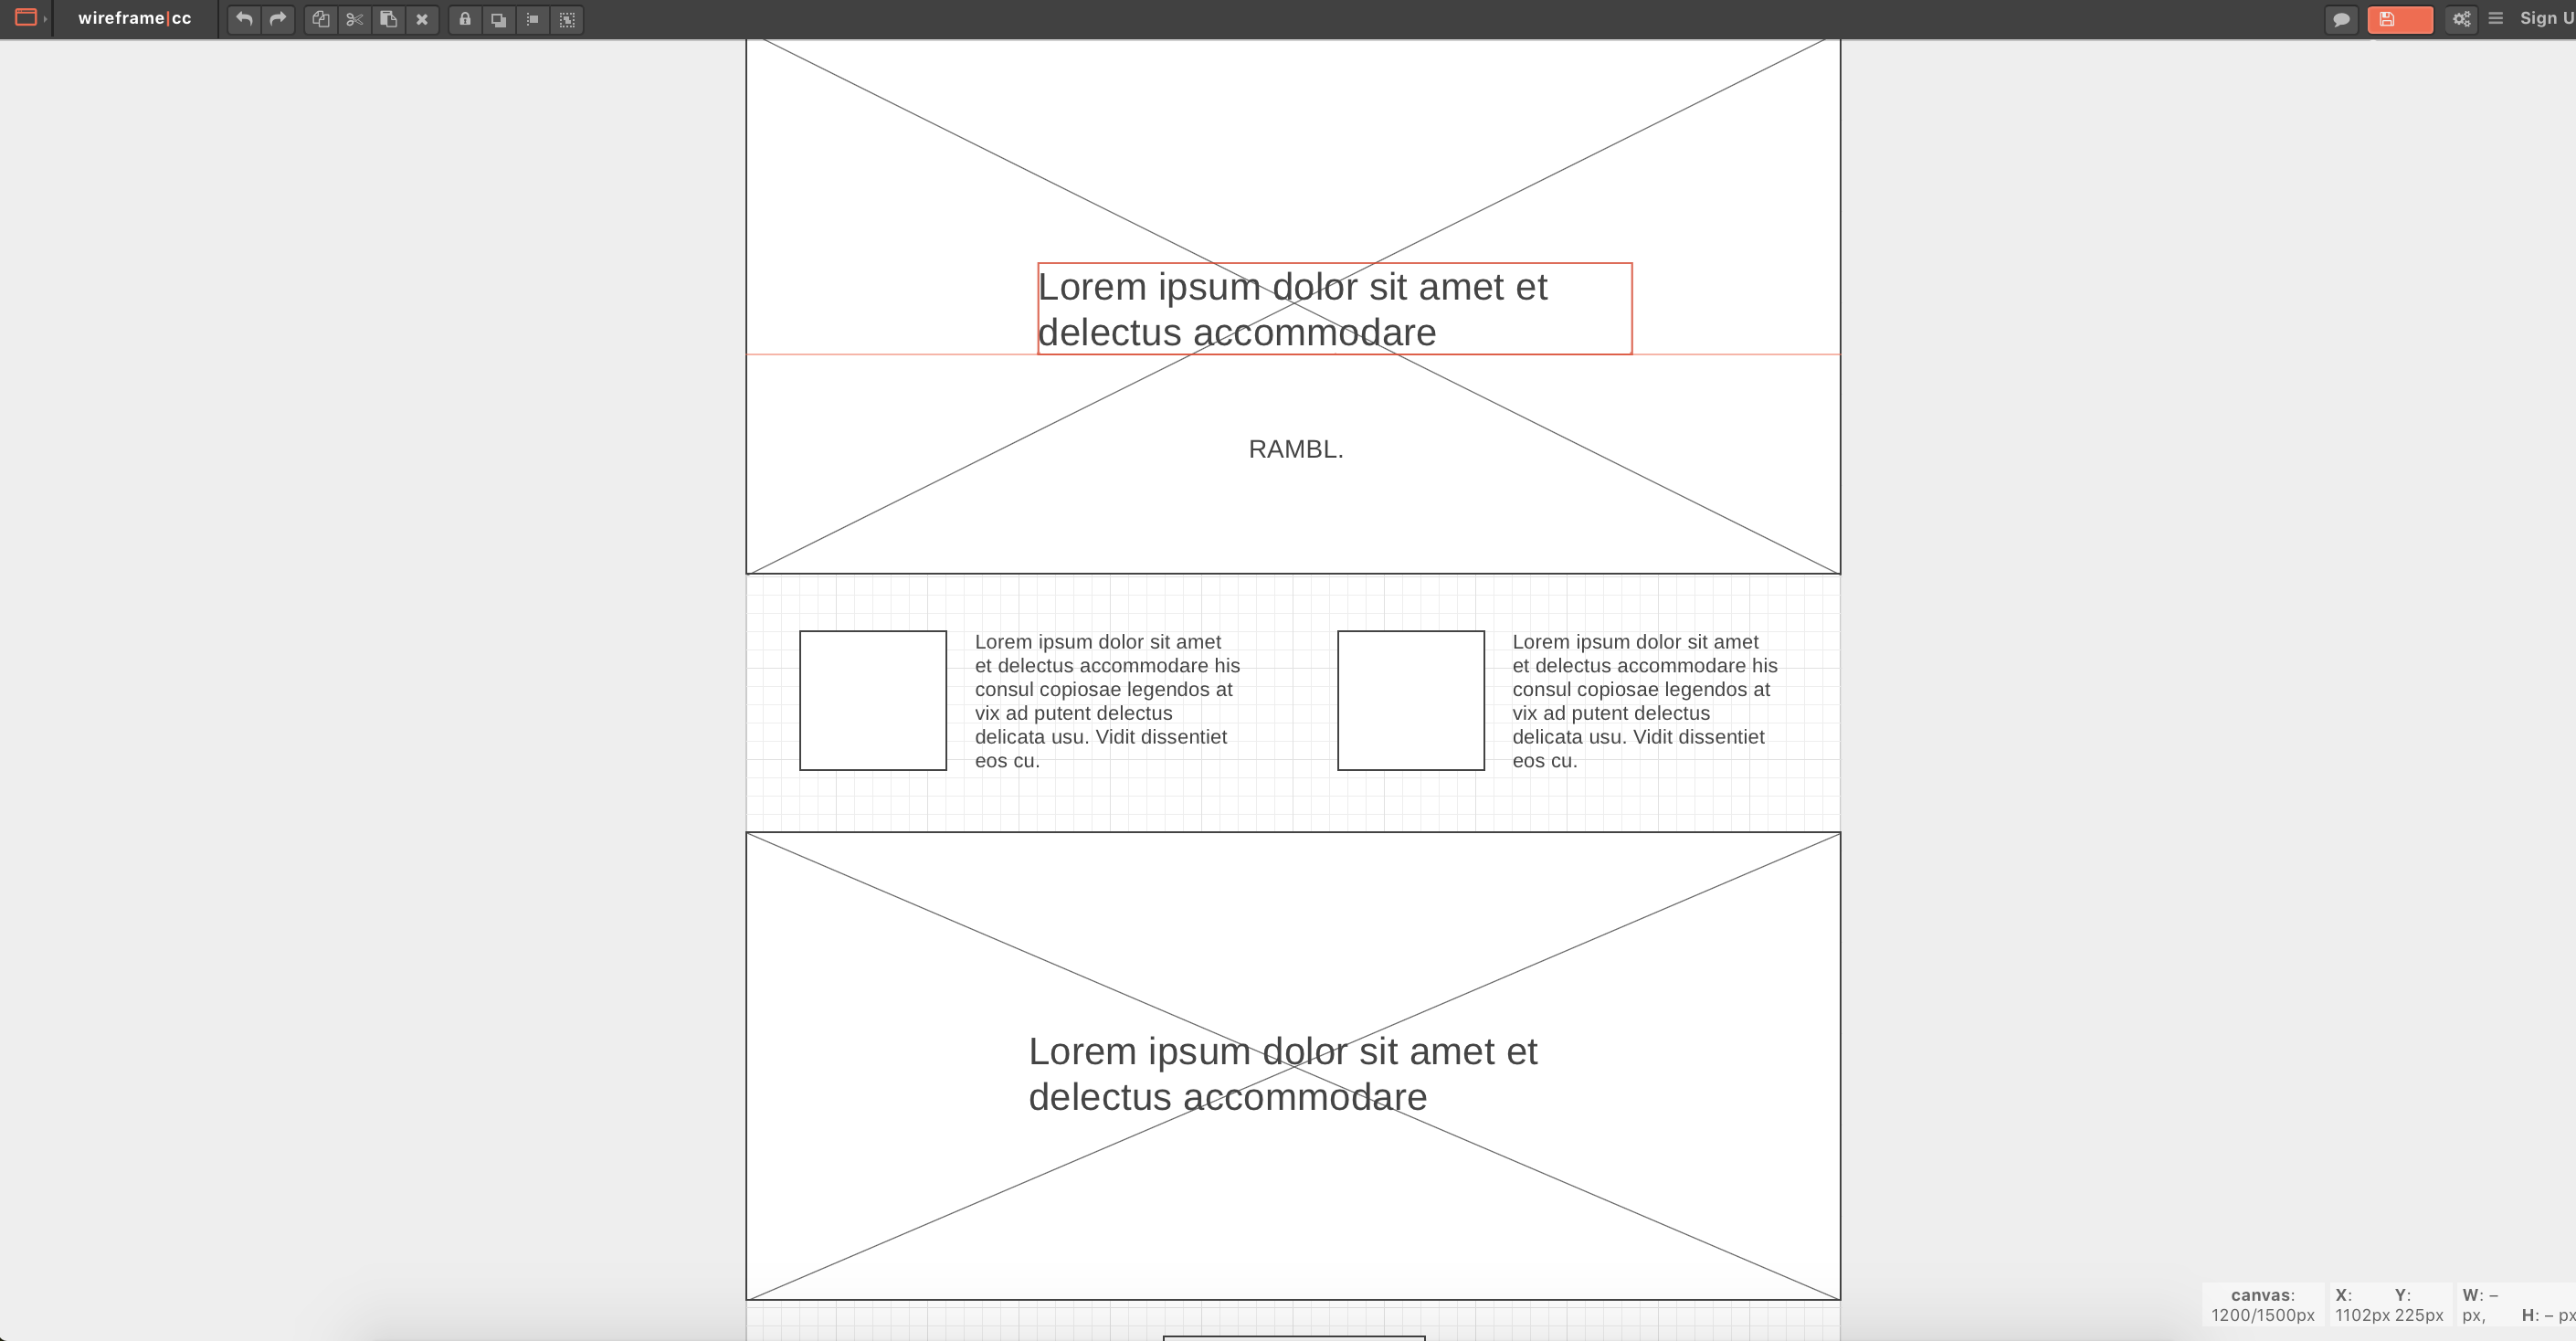 wireframe|cc
Sign U
Lorem ipsum dolor sit amet et
delectus accommodare
RAMBL.
Lorem ipsum dolor sit amet
et delectus accommodare his
consul copiosae legendos at
vix ad putent delectus
delicata usu. Vidit dissentiet
eos cu.
Lorem ipsum dolor sit amet
et delectus accommodare his
consul copiosae legendos at
vix ad putent delectus
delicata usu. Vidit dissentiet
eos cu.
Lorem ipsum dolor sit amet et
delectus accommodare
canvas:
1200/1500px
X: Y:
1102px 225px
W: –
px, H: – px